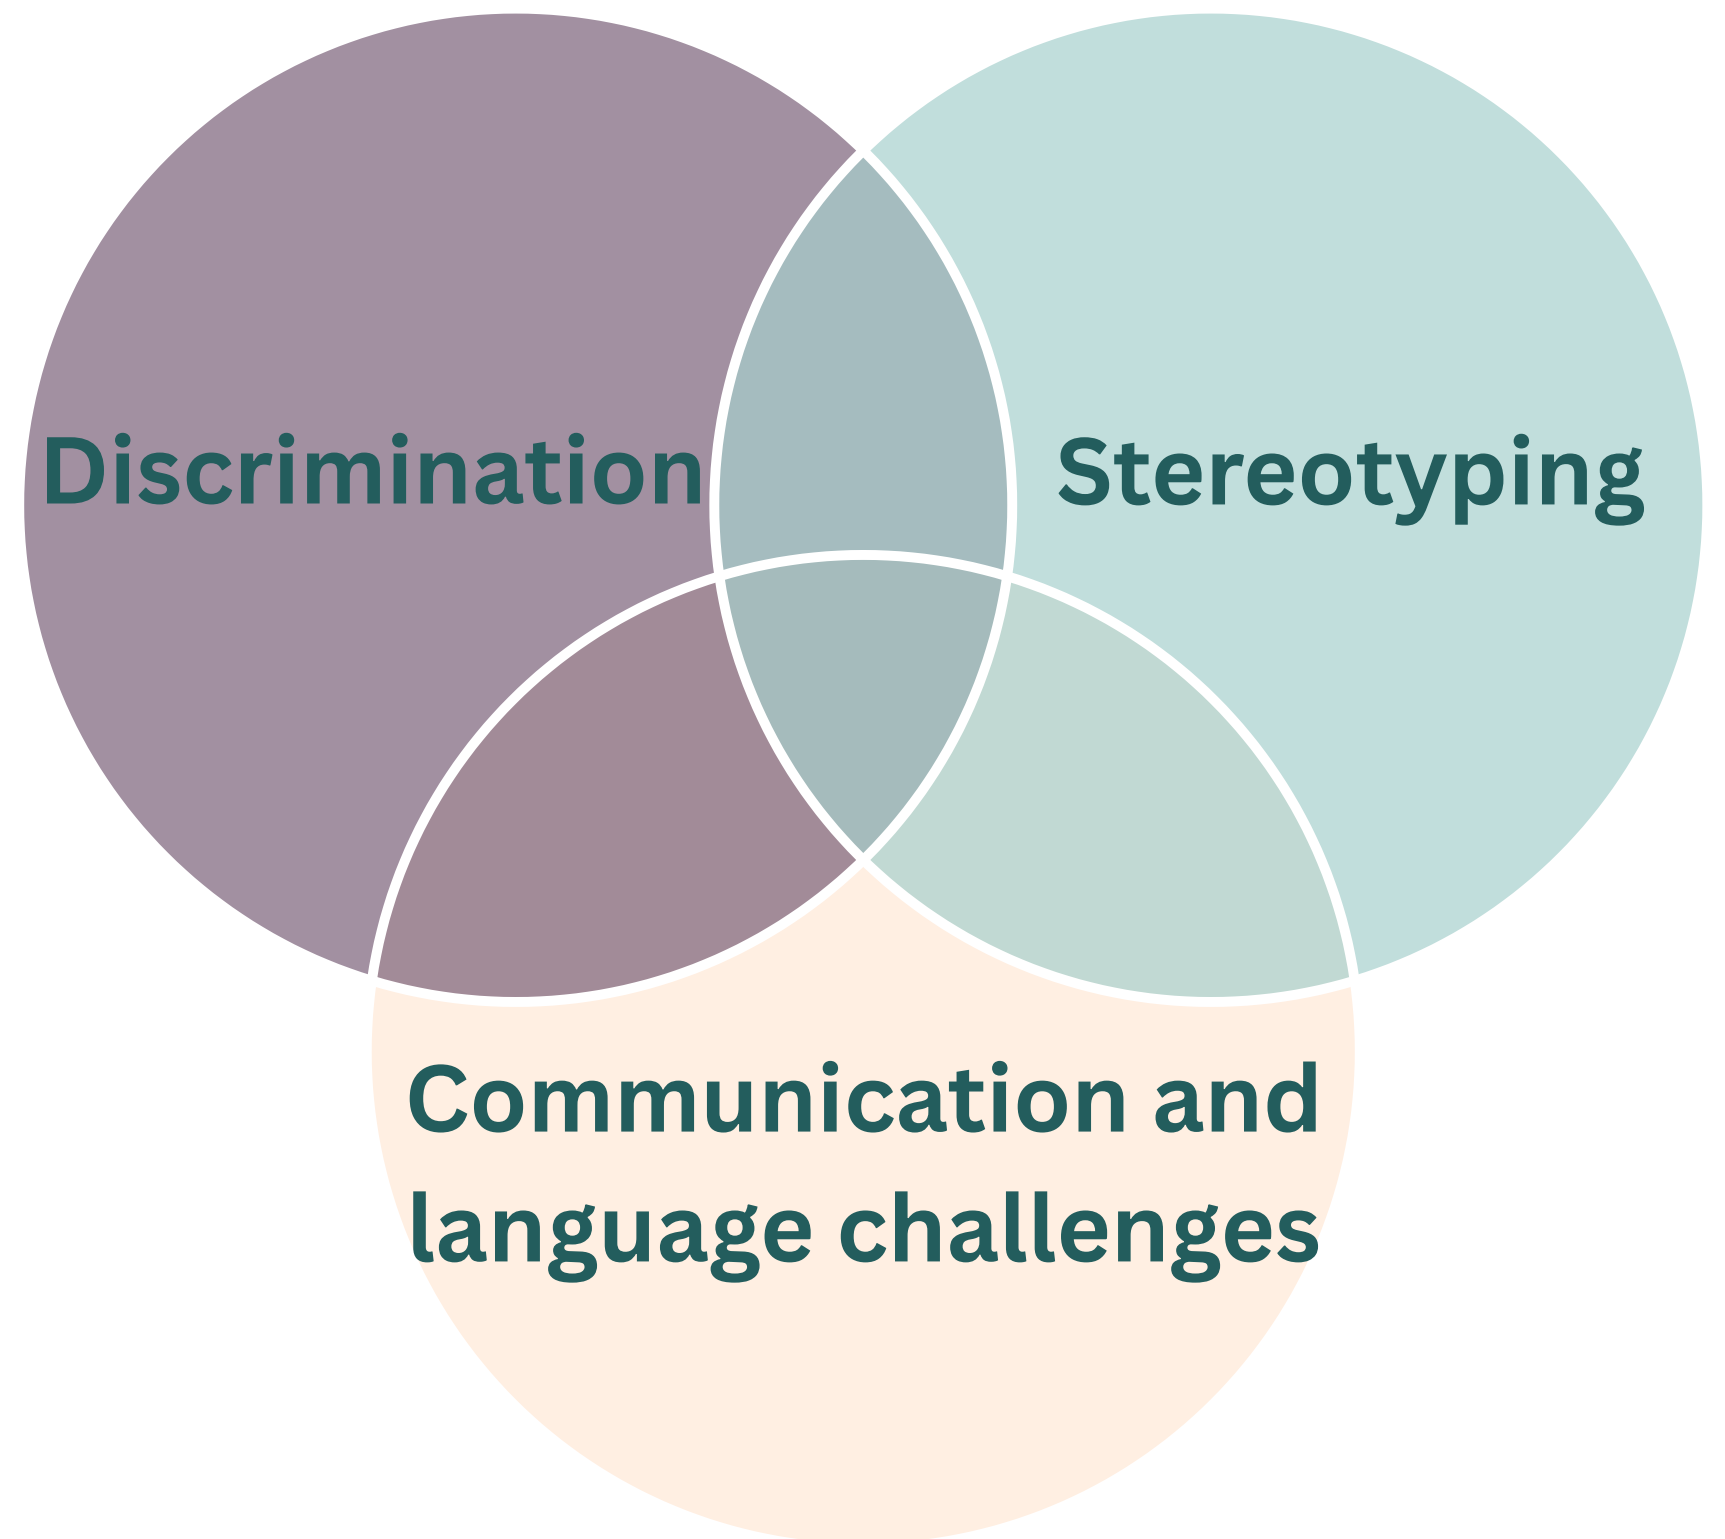 Discrimination
Stereotyping
Communication and
language challenges